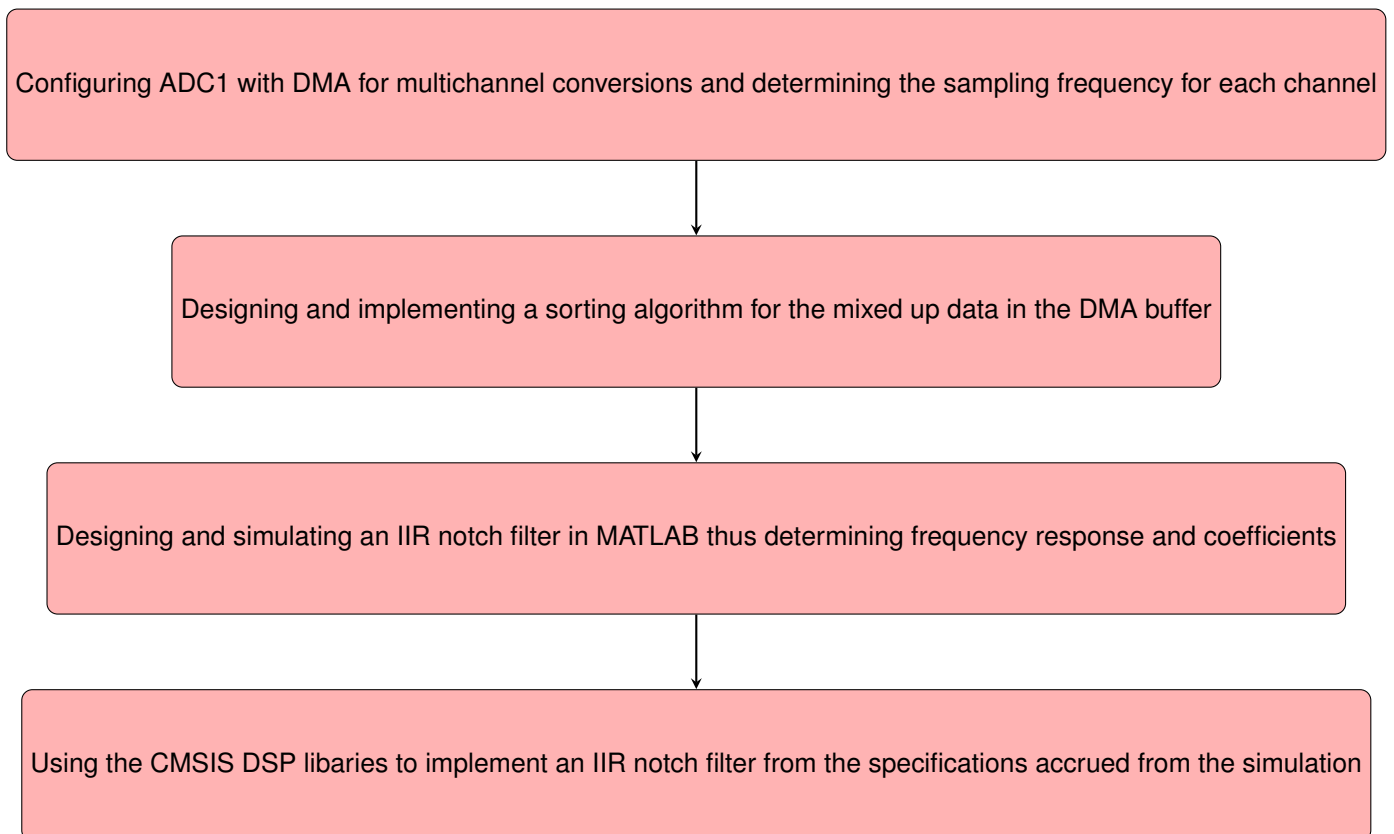 Configuring ADC1 with DMA for multichannel conversions and determining the sampling frequency for each channel
Designing and implementing a sorting algorithm for the mixed up data in the DMA buffer
Designing and simulating an IIR notch filter in MATLAB thus determining frequency response and coefficients
Using the CMSIS DSP libaries to implement an IIR notch filter from the specifications accrued from the simulation